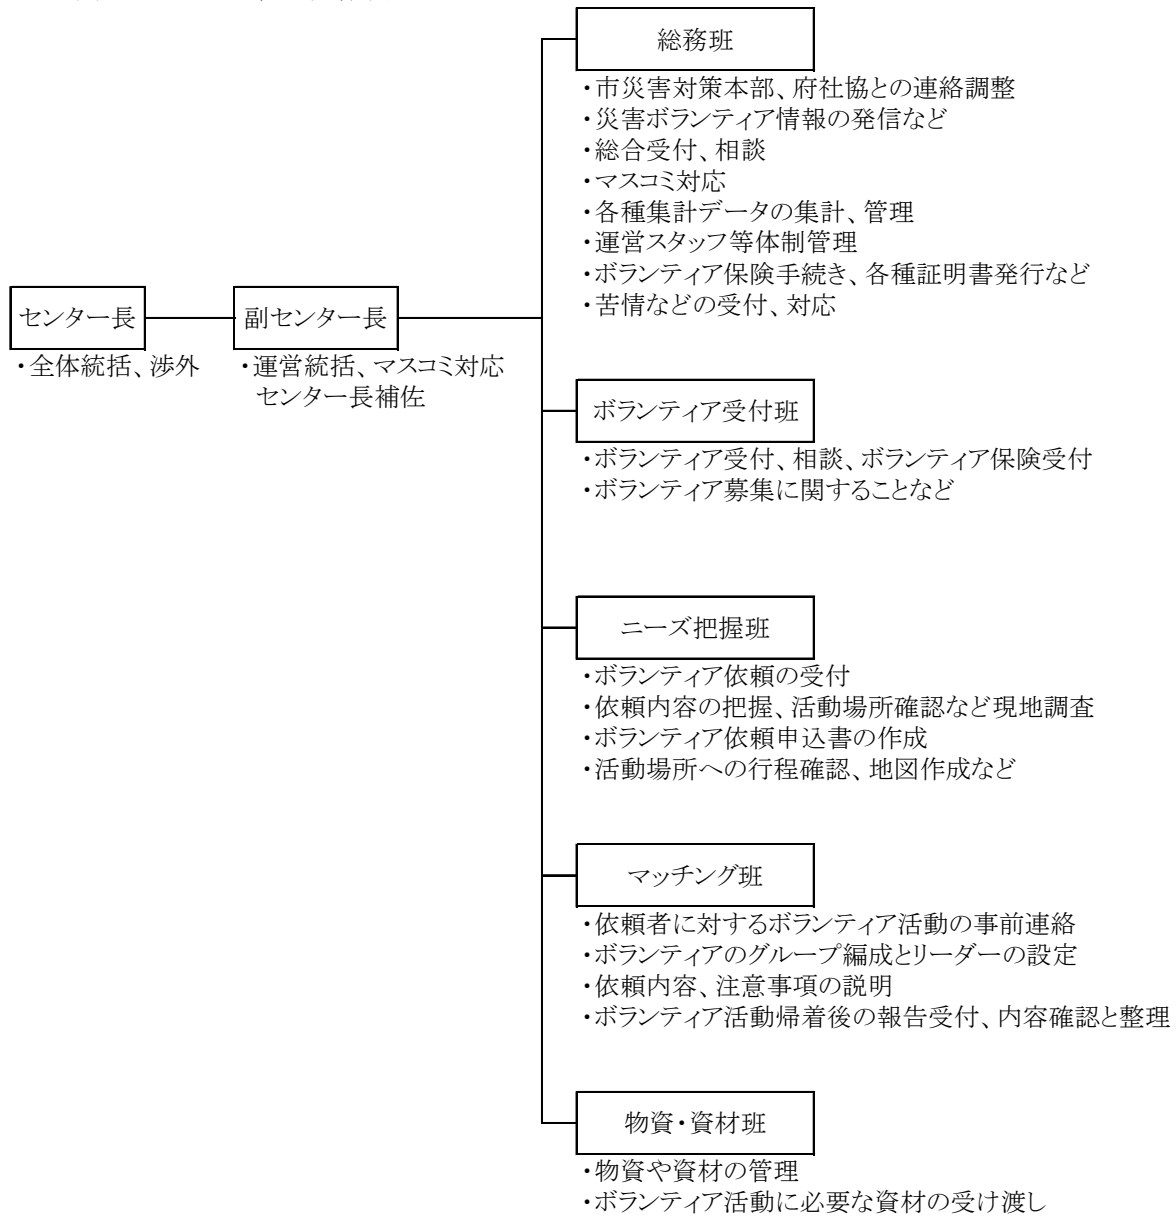 総務班
・市災害対策本部、府社協との連絡調整
・災害ボランティア情報の発信など
・総合受付、相談
・マスコミ対応
・各種集計データの集計、管理
・運営スタッフ等体制管理
・ボランティア保険手続き、各種証明書発行など
・苦情などの受付、対応
センター長
・全体統括、渉外
副センター長
・運営統括、マスコミ対応
センター長補佐
ボランティア受付班
・ボランティア受付、相談、ボランティア保険受付
・ボランティア募集に関することなど
ニーズ把握班
・ボランティア依頼の受付
・依頼内容の把握、活動場所確認など現地調査
・ボランティア依頼申込書の作成
・活動場所への行程確認、地図作成など
マッチング班
・依頼者に対するボランティア活動の事前連絡
・ボランティアのグループ編成とリーダーの設定
・依頼内容、注意事項の説明
・ボランティア活動帰着後の報告受付、内容確認と整理
物資・資材班
・物資や資材の管理
・ボランティア活動に必要な資材の受け渡し